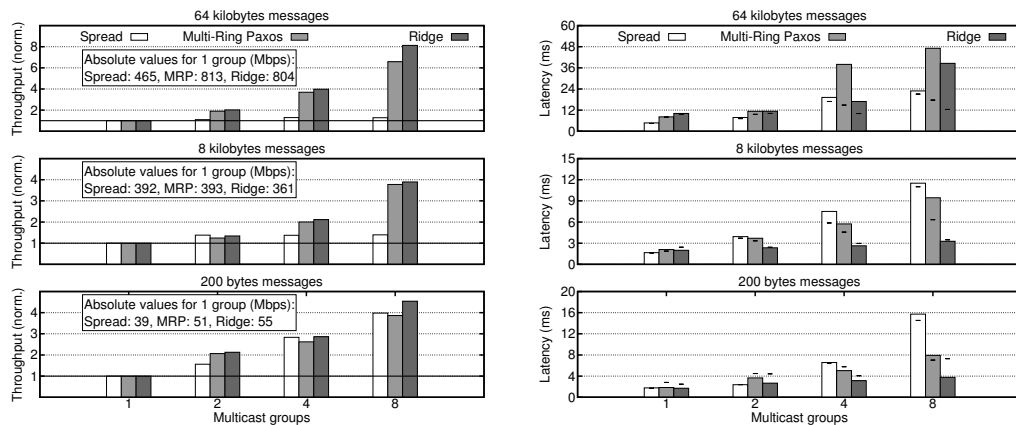 64 kilobytes messages
Throughput (norm.)
8
6
4
2
Spread Multi-Ring Paxos Ridge
Absolute values for 1 group (Mbps):
Spread: 465, MRP: 813, Ridge: 804
8 kilobytes messages
Throughput (norm.)
4
3
2
1
Absolute values for 1 group (Mbps):
Spread: 392, MRP: 393, Ridge: 361
200 bytes messages
Throughput (norm.)
4
3
2
1
Absolute values for 1 group (Mbps):
Spread: 39, MRP: 51, Ridge: 55
1 2 4 8
Multicast groups
64 kilobytes messages
Latency (ms)
60
48
36
24
12
0
Spread Multi-Ring Paxos Ridge
8 kilobytes messages
Latency (ms)
15
12
9
6
3
0
200 bytes messages
Latency (ms)
20
16
12
8
4
0
1 2 4 8
Multicast groups